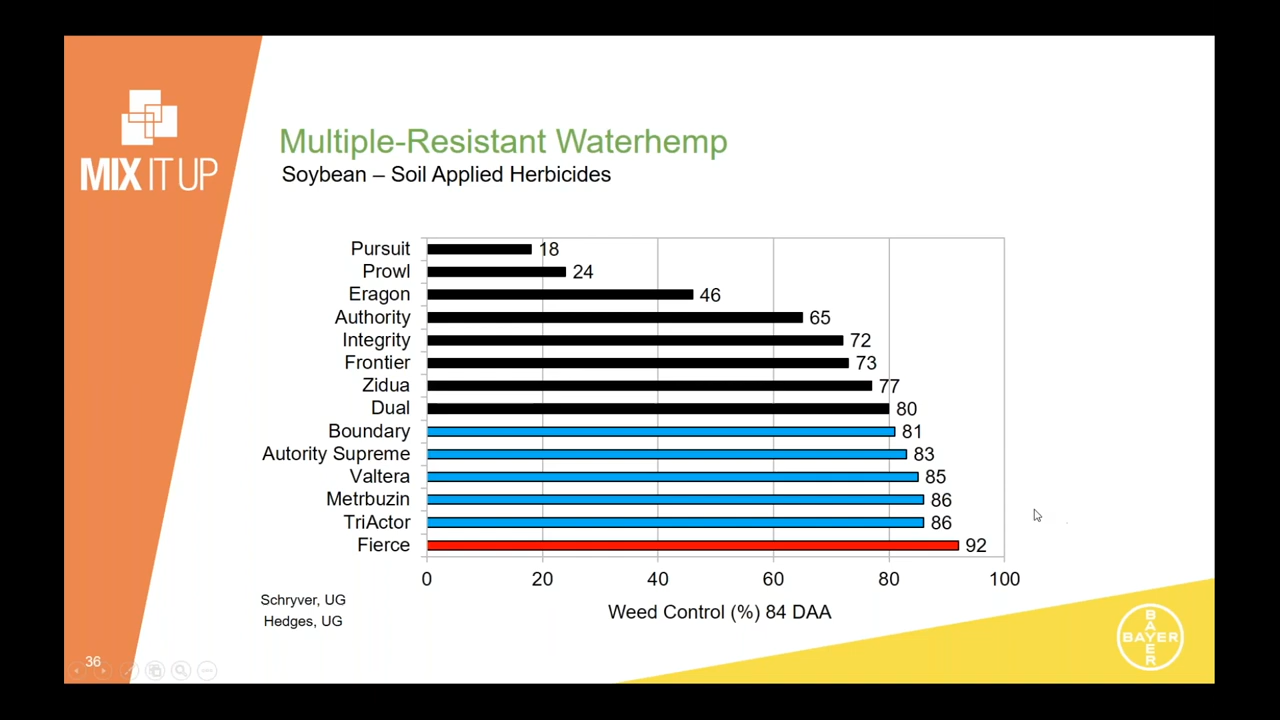 MIX IT UP
Multiple-Resistant Waterhemp
Soybean – Soil Applied Herbicides
Pursuit 18
Prowl 24
Eragon 46
Authority 65
Integrity 72
Frontier 73
Zidua 77
Dual 80
Boundary 81
Autority Supreme 83
Valtera 85
Metrbuzin 86
TriActor 86
Fierce 92
0 20 40 60 80 100
Weed Control (%) 84 DAA
Schryver, UG
Hedges, UG
36
BAYER
BAYER